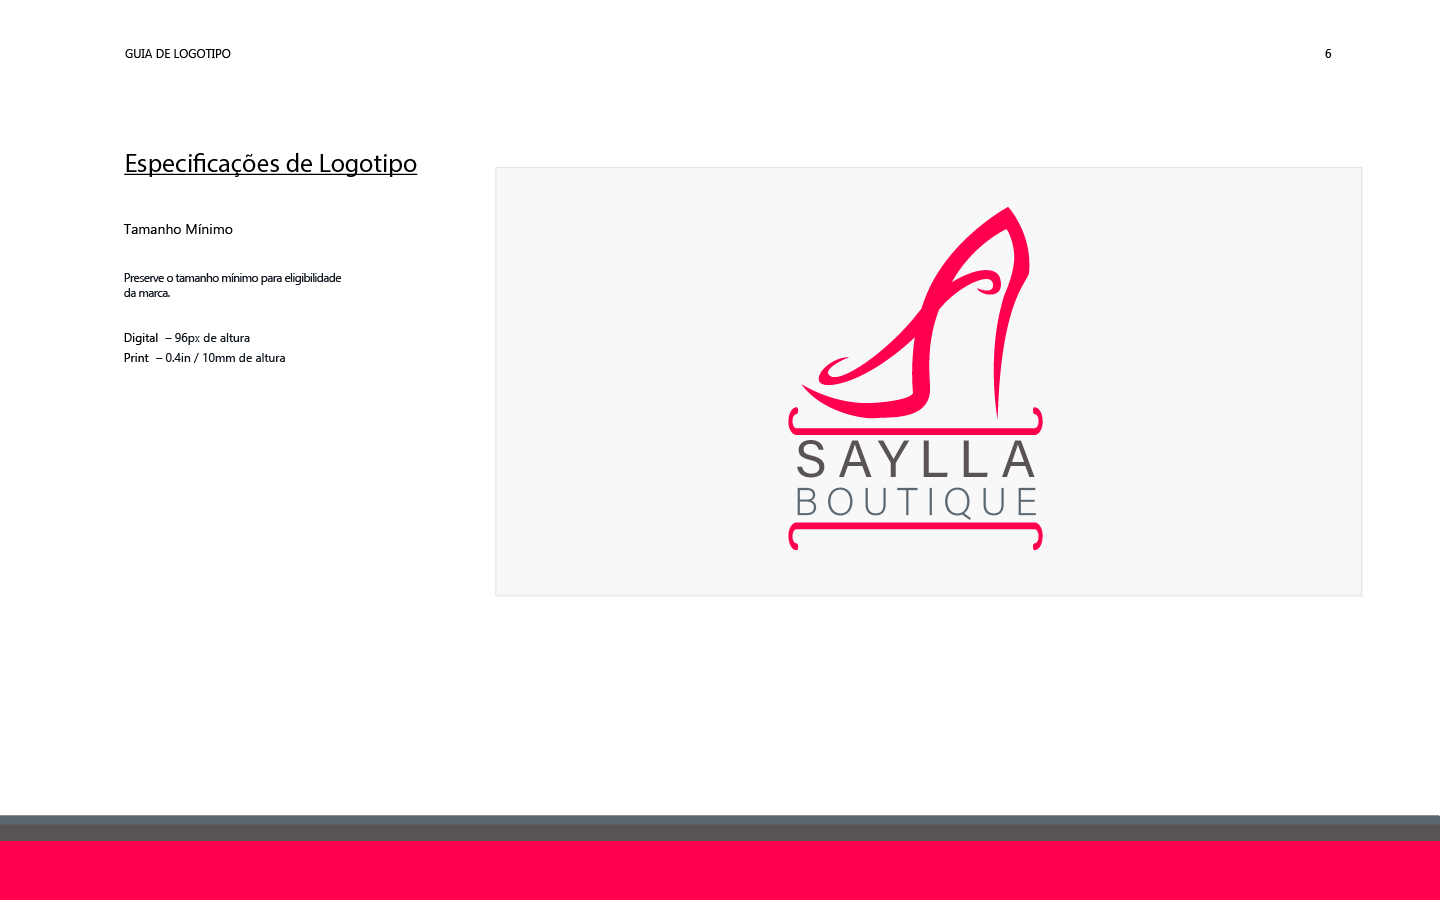 GUIA DE LOGOTIPO
6
Especificações de Logotipo
Tamanho Mínimo
Preserve o tamanho mínimo para eligibilidade
da marca.
Digital – 96px de altura
Print – 0.4in / 10mm de altura
SAYLLA
BOUTIQUE